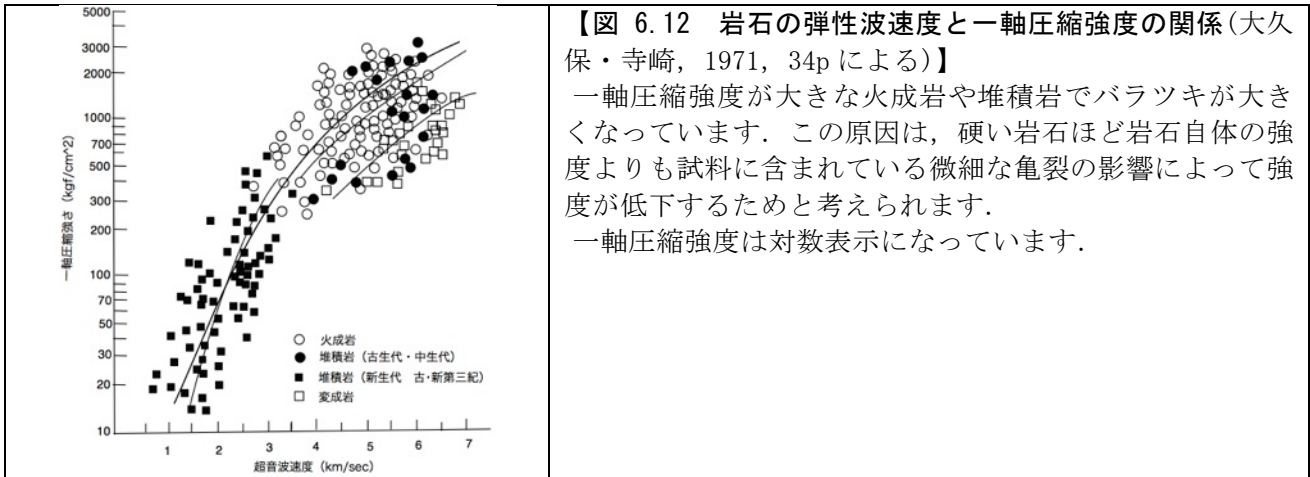 5000
3000
2000
1000
700
500
300
200
100
70
50
30
20
10
一軸圧縮強さ (kgf/cm^2)
1 2 3 4 5 6 7
超音波速度 (km/sec)
火成岩
堆積岩 (古生代・中生代)
堆積岩 (新生代 古・新第三紀)
変成岩
【図 6.12 岩石の弾性波速度と一軸圧縮強度の関係(大久
保・寺崎, 1971, 34p による)】
一軸圧縮強度が大きな火成岩や堆積岩でバラツキが大き
くなっています．この原因は，硬い岩石ほど岩石自体の強
度よりも試料に含まれている微細な亀裂の影響によって強
度が低下するためと考えられます．
一軸圧縮強度は対数表示になっています．